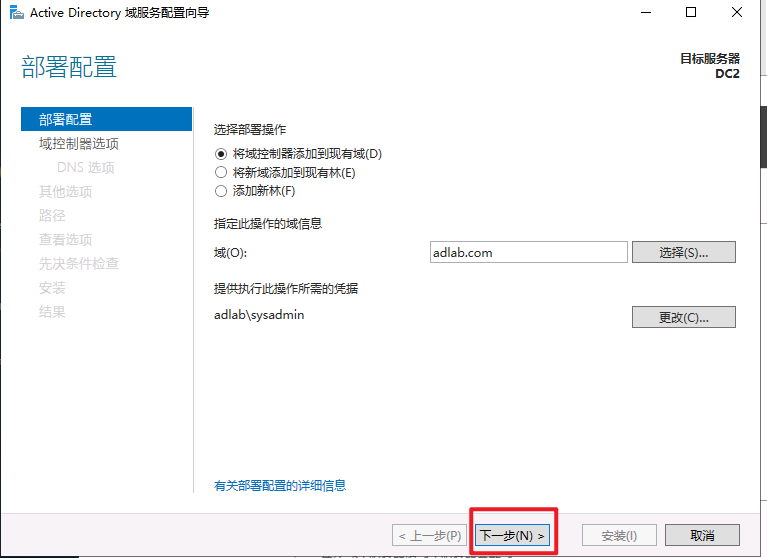 Active Directory 域服务配置向导
部署配置
目标服务器
DC2
部署配置
域控制器选项
DNS 选项
其他选项
路径
查看选项
先决条件检查
安装
结果
选择部署操作
将域控制器添加到现有域(D)
将新域添加到现有林(E)
添加新林(F)
指定此操作的域信息
域(O):
adlab.com
选择(S)...
提供执行此操作所需的凭据
adlab\sysadmin
更改(C)...
有关部署配置的详细信息
< 上一步(P)
下一步(N) >
安装(I)
取消